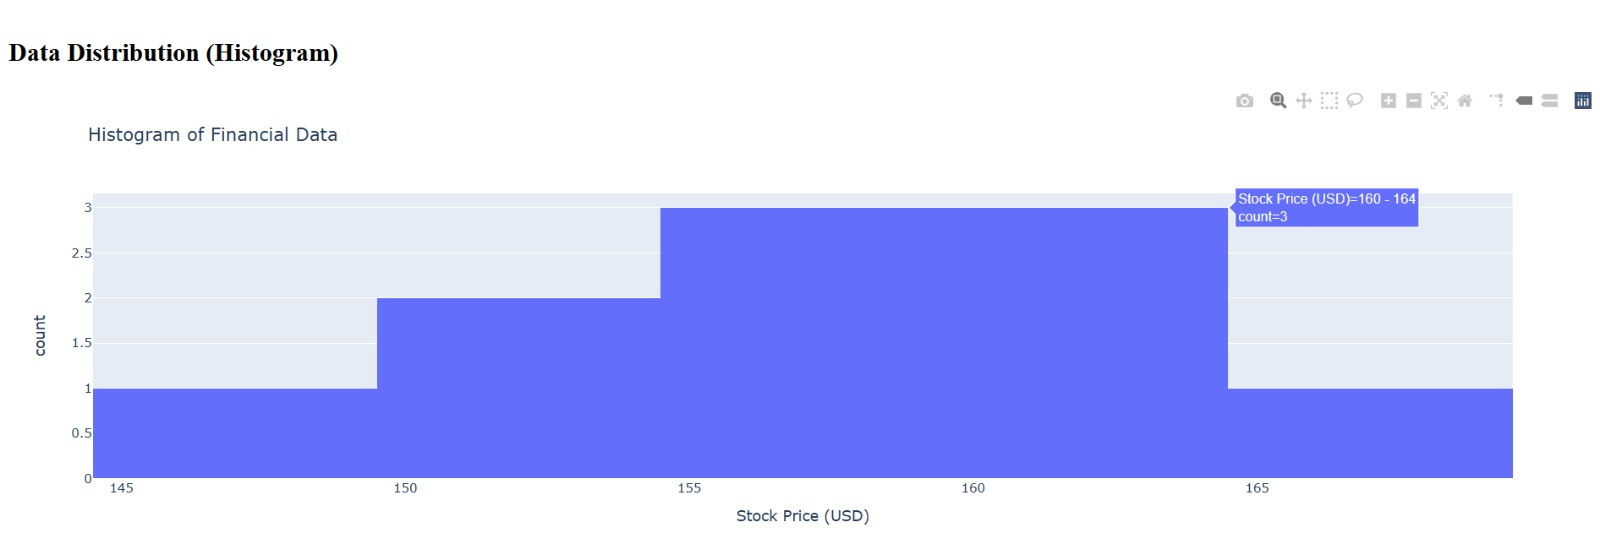 Data Distribution (Histogram)
Histogram of Financial Data
Stock Price (USD)=160 - 164
count=3
3
2.5
2
1.5
1
0.5
0
count
145 150 155 160 165
Stock Price (USD)